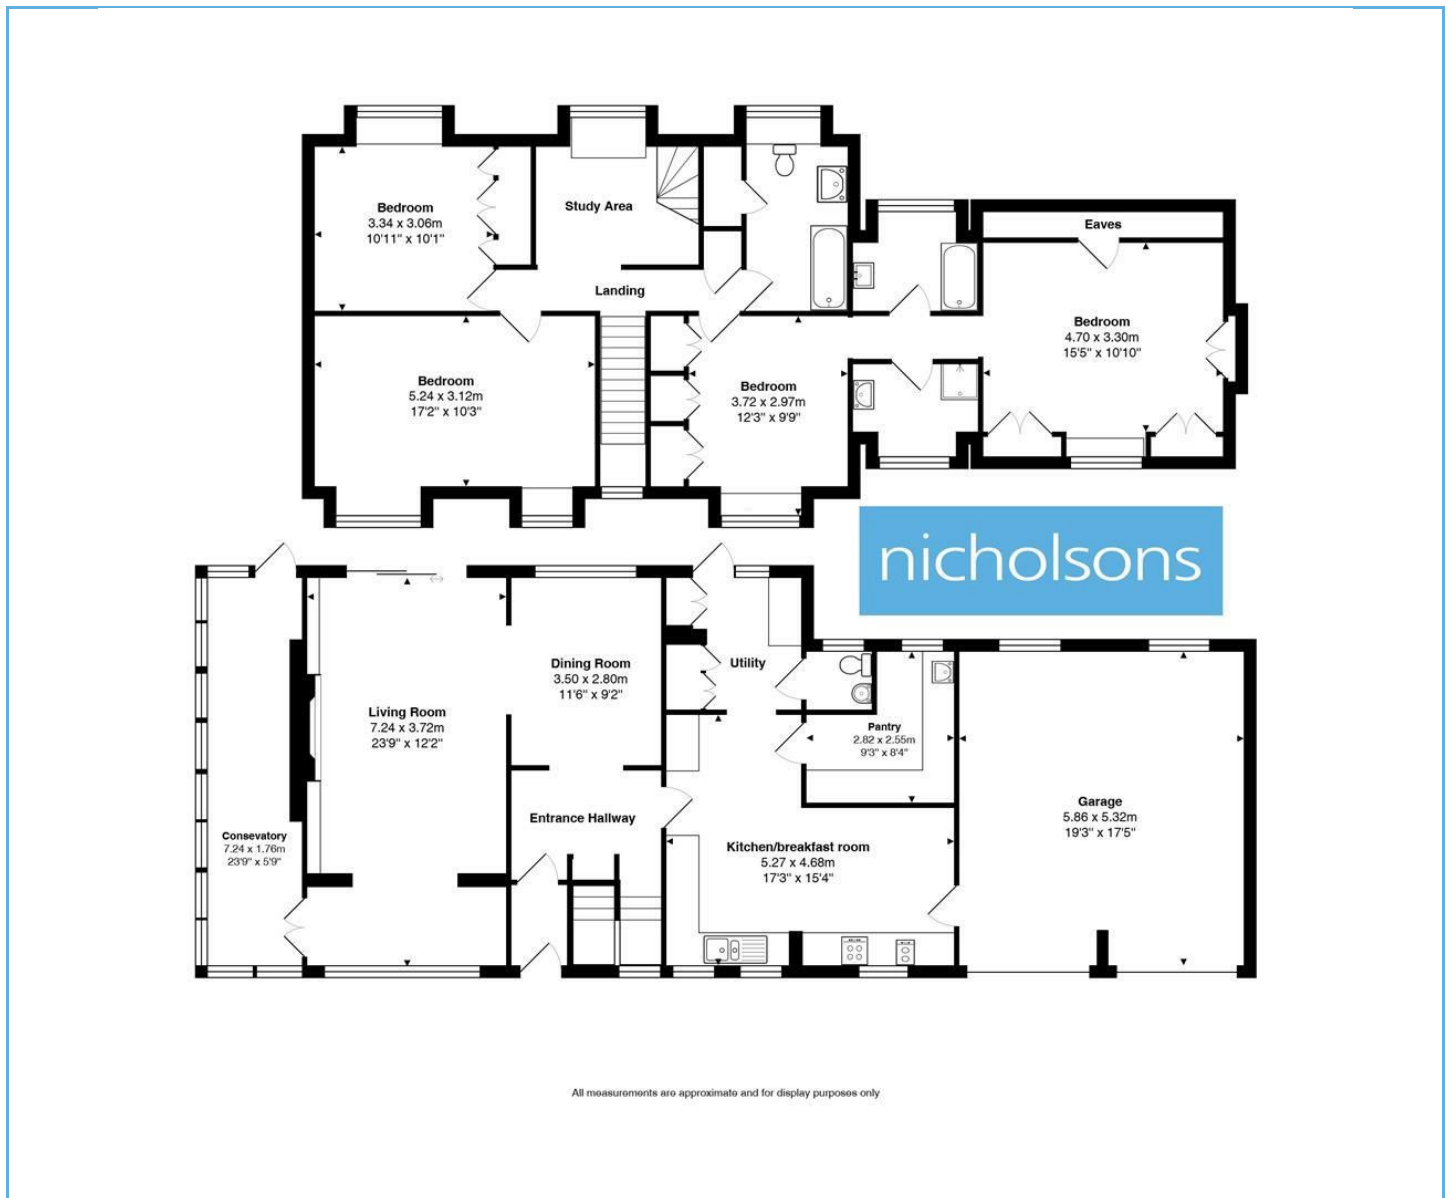 Bedroom
3.34 x 3.06m
10'11" x 10'1"
Study Area
Landing
Eaves
Bedroom
4.70 x 3.30m
15'5" x 10'10"
Bedroom
5.24 x 3.12m
17'2" x 10'3"
Bedroom
3.72 x 2.97m
12'3" x 9'9"
nicholsons
Dining Room
3.50 x 2.80m
11'6" x 9'2"
Utility
Living Room
7.24 x 3.72m
23'9" x 12'2"
Pantry
2.82 x 2.55m
9'3" x 8'4"
Garage
5.86 x 5.32m
19'3" x 17'5"
Entrance Hallway
Consevatory
7.24 x 1.76m
23'9" x 5'9"
Kitchen/breakfast room
5.27 x 4.68m
17'3" x 15'4"
All measurements are approximate and for display purposes only